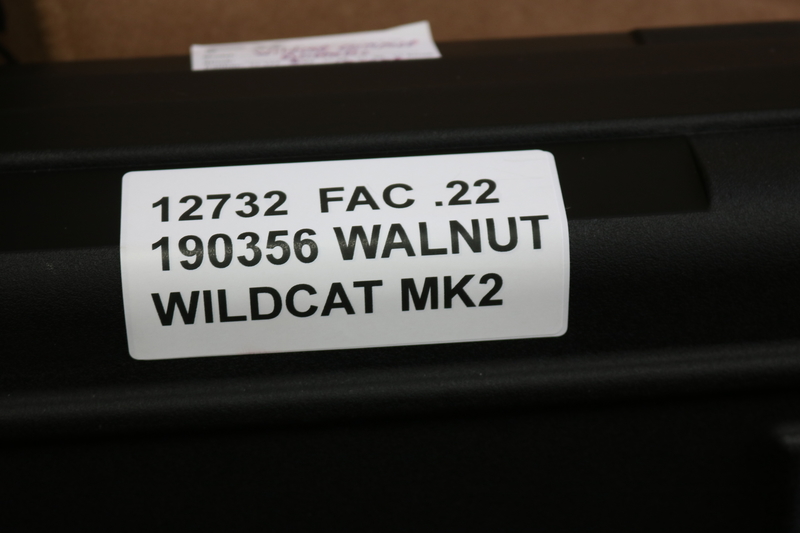 12732 FAC .22
190356 WALNUT
WILDCAT MK2